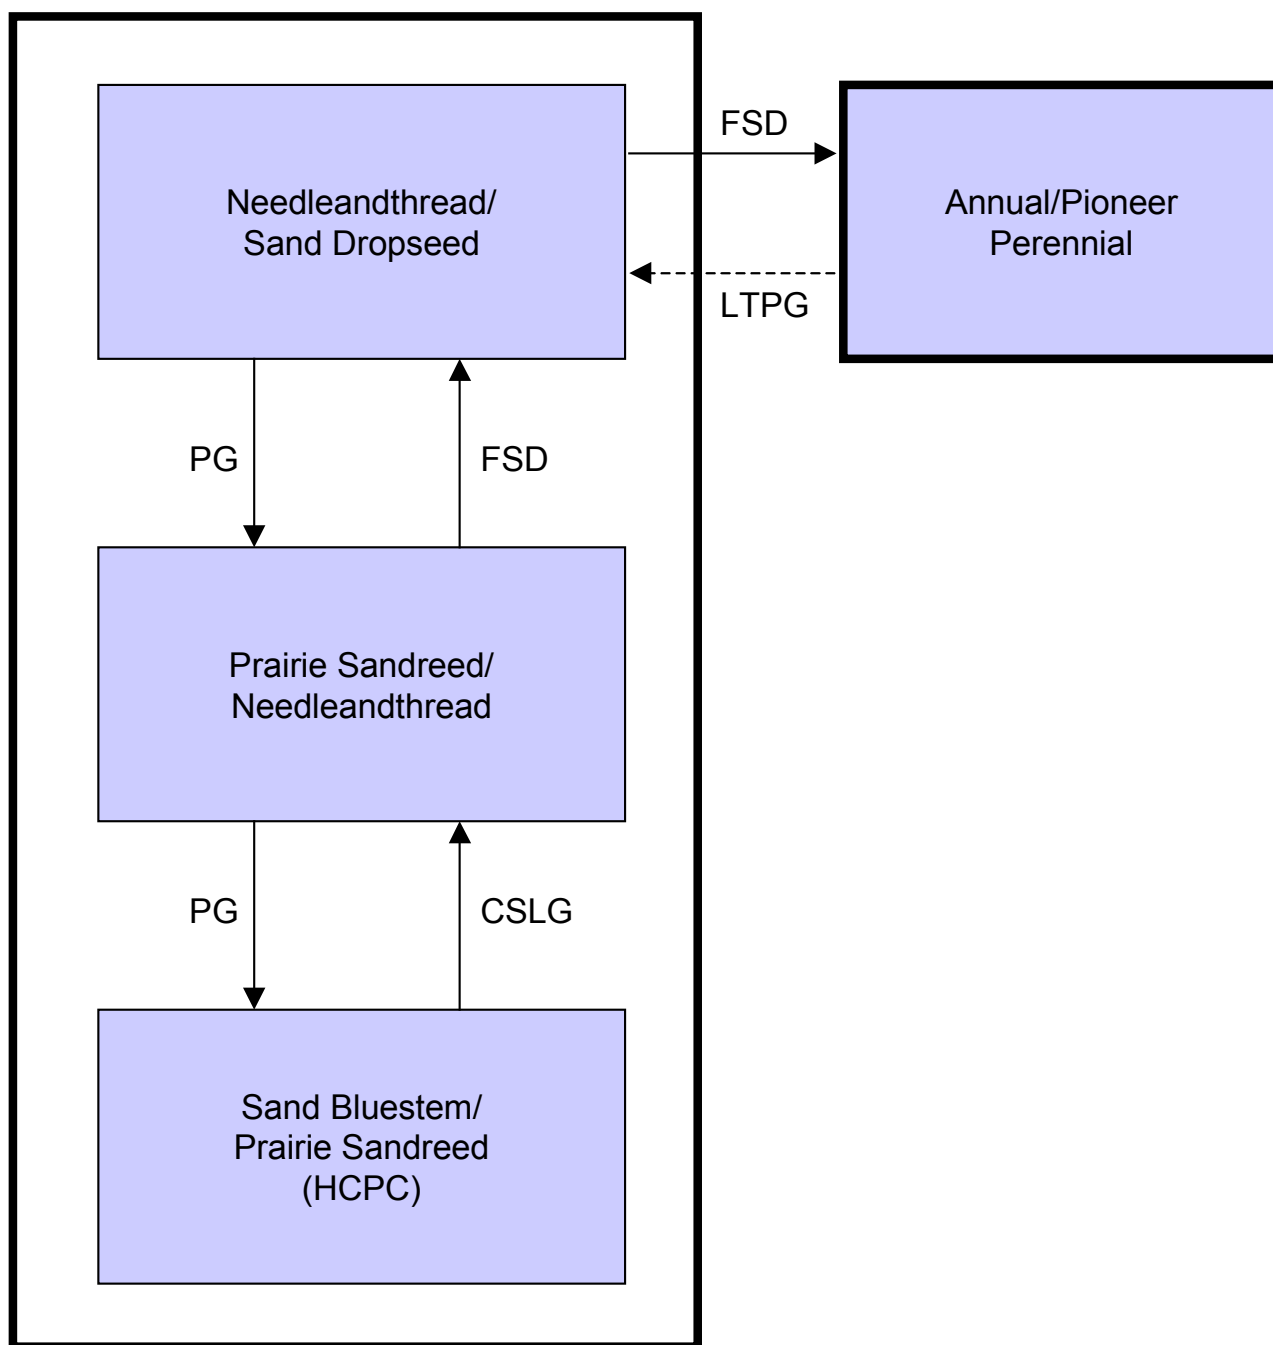 FSD
Needleandthread/
Sand Dropseed
Annual/Pioneer
Perennial
LTPG
PG
FSD
Prairie Sandreed/
Needleandthread
PG
CSLG
Sand Bluestem/
Prairie Sandreed
(HCPC)